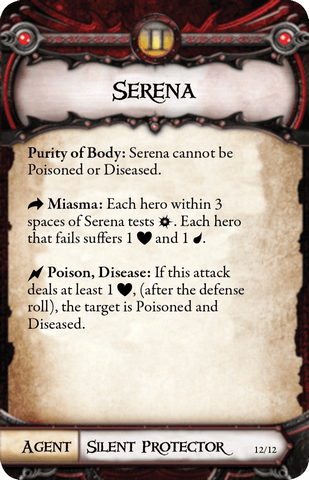 II
SERENA
Purity of Body: Serena cannot be
Poisoned or Diseased.
Miasma: Each hero within 3
spaces of Serena tests . Each hero
that fails suffers 1 and 1 .
Poison, Disease: If this attack
deals at least 1 , (after the defense
roll), the target is Poisoned and
Diseased.
AGENT SILENT PROTECTOR 12/12